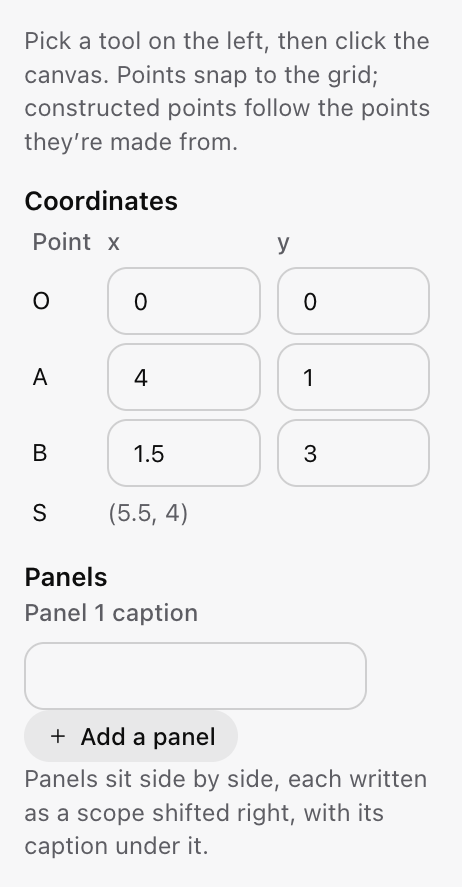 Pick a tool on the left, then click the
canvas. Points snap to the grid;
constructed points follow the points
they’re made from.
Coordinates
Point x y
O 0 0
A 4 1
B 1.5 3
S (5.5, 4)
Panels
Panel 1 caption
+ Add a panel
Panels sit side by side, each written
as a scope shifted right, with its
caption under it.